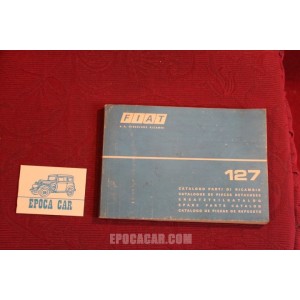 FIAT
127
CATALOGO PARTI DI RICAMBIO
CATALOGUE DE PIECES DETACHEES
ERSATZTEILKATALOG
SPARE PARTS CATALOG
CATALOGO DE PIEZAS DE REPUESTO
EPOCA CAR
EPOCACAR.COM